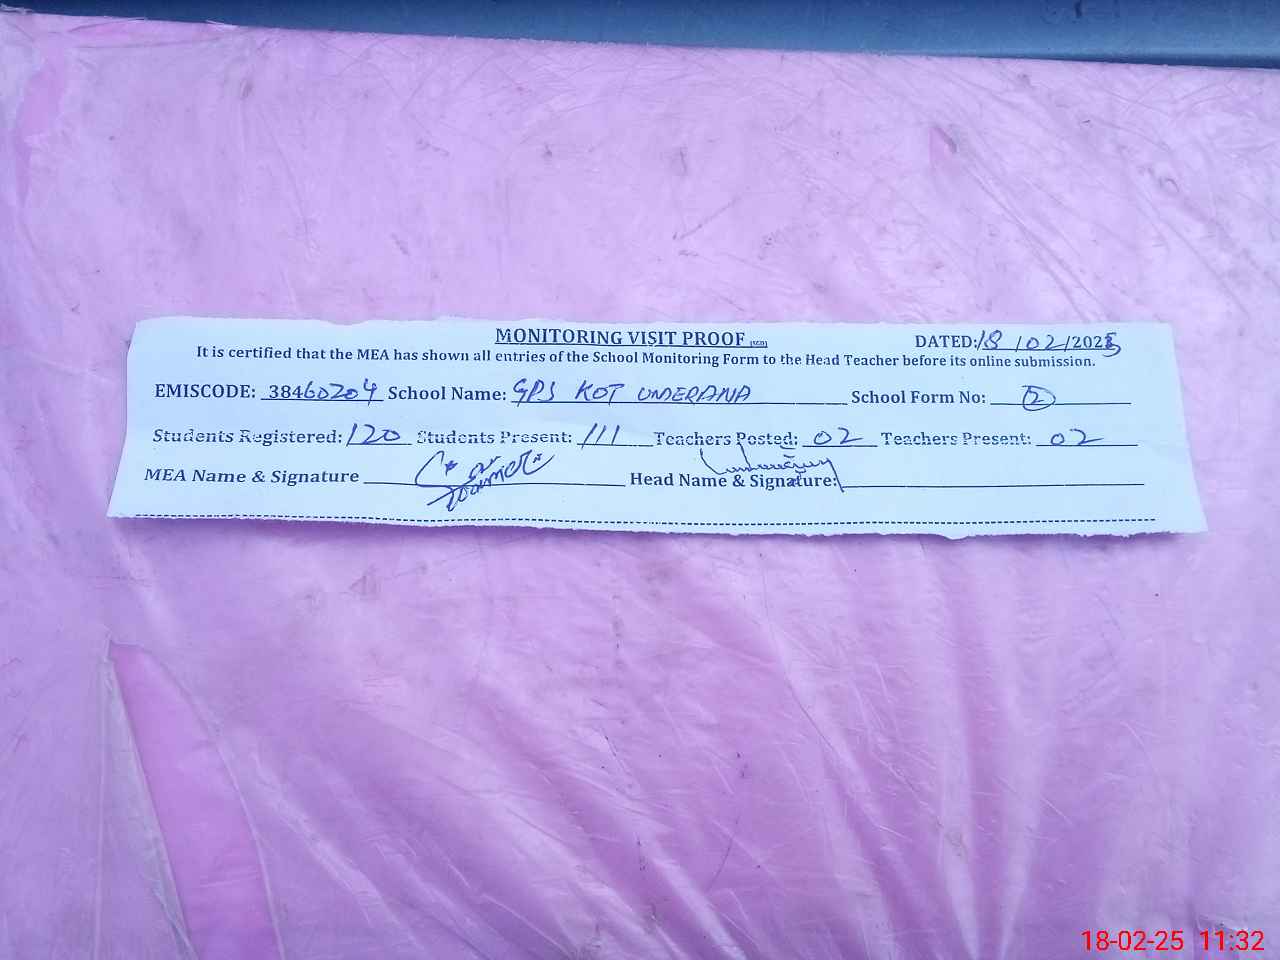 MONITORING VISIT PROOF DATED: 18/02/2025
It is certified that the MEA has shown all entries of the School Monitoring Form to the Head Teacher before its online submission.
EMISCODE: 38460204 School Name: GPS KOT UMERANA School Form No: 2
Students Registered: 120 Students Present: 111 Teachers Posted: 02 Teachers Present: 02
MEA Name & Signature Head Name & Signature:
18-02-25 11:32